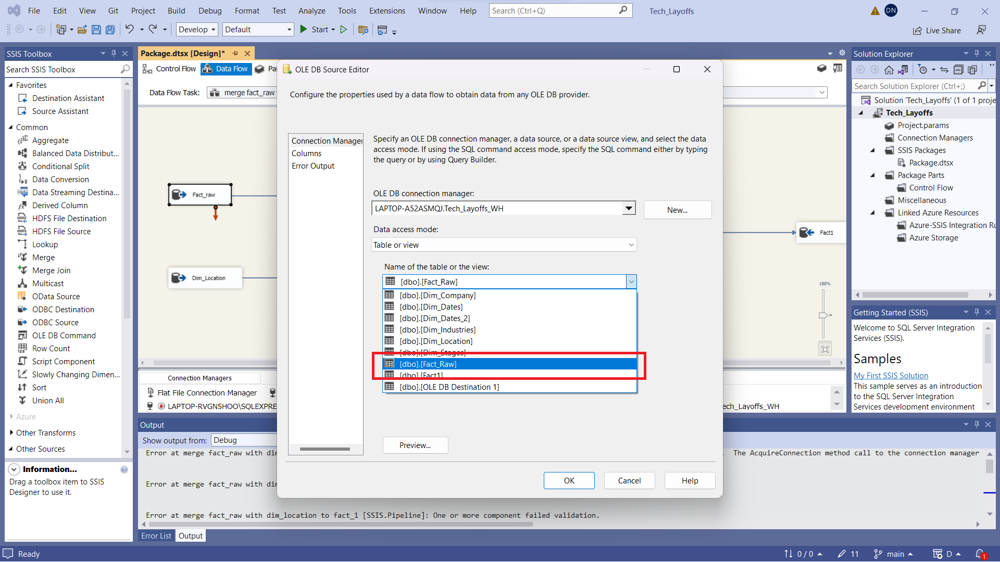 File Edit View Git Project Build Debug Format Test Analyze Tools Extensions Window Help Search (Ctrl+Q) Tech_Layoffs DN
Develop Default Start Live Share
SSIS Toolbox
Search SSIS Toolbox
Favorites
Destination Assistant
Source Assistant
Common
Aggregate
Balanced Data Distribut...
Conditional Split
Data Conversion
Data Streaming Destina...
Derived Column
HDFS File Destination
HDFS File Source
Lookup
Merge
Merge Join
Multicast
OData Source
ODBC Destination
ODBC Source
OLE DB Command
Row Count
Script Component
Slowly Changing Dimen...
Sort
Union All
Azure
Other Transforms
Other Sources
Information...
Drag a toolbox item to SSIS
Designer to use it.
Package.dtsx [Design]*
Control Flow Data Flow Pa
Data Flow Task: merge fact_raw
Fact_raw
Dim_Location
Fact1
100%
Connection Managers
Flat File Connection Manager
LAPTOP-RVGN5HOO\SQLEXPRE
ech_Layoffs_WH
OLE DB Source Editor
Configure the properties used by a data flow to obtain data from any OLE DB provider.
Connection Manager
Columns
Error Output
Specify an OLE DB connection manager, a data source, or a data source view, and select the data
access mode. If using the SQL command access mode, specify the SQL command either by typing
the query or by using Query Builder.
OLE DB connection manager:
LAPTOP-A52ASMQJ.Tech_Layoffs_WH New...
Data access mode:
Table or view
Name of the table or the view:
[dbo].[Fact_Raw]
[dbo].[Dim_Company]
[dbo].[Dim_Dates]
[dbo].[Dim_Dates_2]
[dbo].[Dim_Industries]
[dbo].[Dim_Location]
[dbo].[Dim_Stages]
[dbo].[Fact_Raw]
[dbo].[Fact1]
[dbo].[OLE DB Destination 1]
Preview...
OK Cancel Help
Output
Show output from: Debug
Error at merge fact_raw with di
. The AcquireConnection method call to the connection manager
Error at merge fact_raw with di
Error at merge fact_raw with dim_location to fact_1 [SSIS.Pipeline]: One or more component failed validation.
Error List Output
Solution Explorer
Search Solution Explorer (Ctrl+;)
Solution 'Tech_Layoffs' (1 of 1 proje
Tech_Layoffs
Project.params
Connection Managers
SSIS Packages
Package.dtsx
Package Parts
Control Flow
Miscellaneous
Linked Azure Resources
Azure-SSIS Integration Ru
Azure Storage
Getting Started (SSIS)
Welcome to SQL Server Integration
Services (SSIS).
Samples
My First SSIS Solution
This sample serves as an introduction
to the SQL Server Integration
Services development environment
Ready 0 / 0 11 main D 1